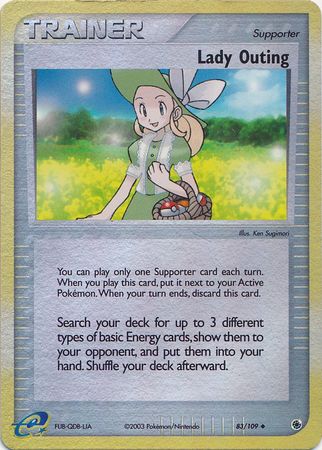 TRAINER
Supporter
Lady Outing
Illus. Ken Sugimori
You can play only one Supporter card each turn.
When you play this card, put it next to your Active
Pokémon. When your turn ends, discard this card.
Search your deck for up to 3 different
types of basic Energy cards, show them to
your opponent, and put them into your
hand. Shuffle your deck afterward.
e
FUB-QDB-LJA ©2003 Pokémon/Nintendo 83/109 ◆